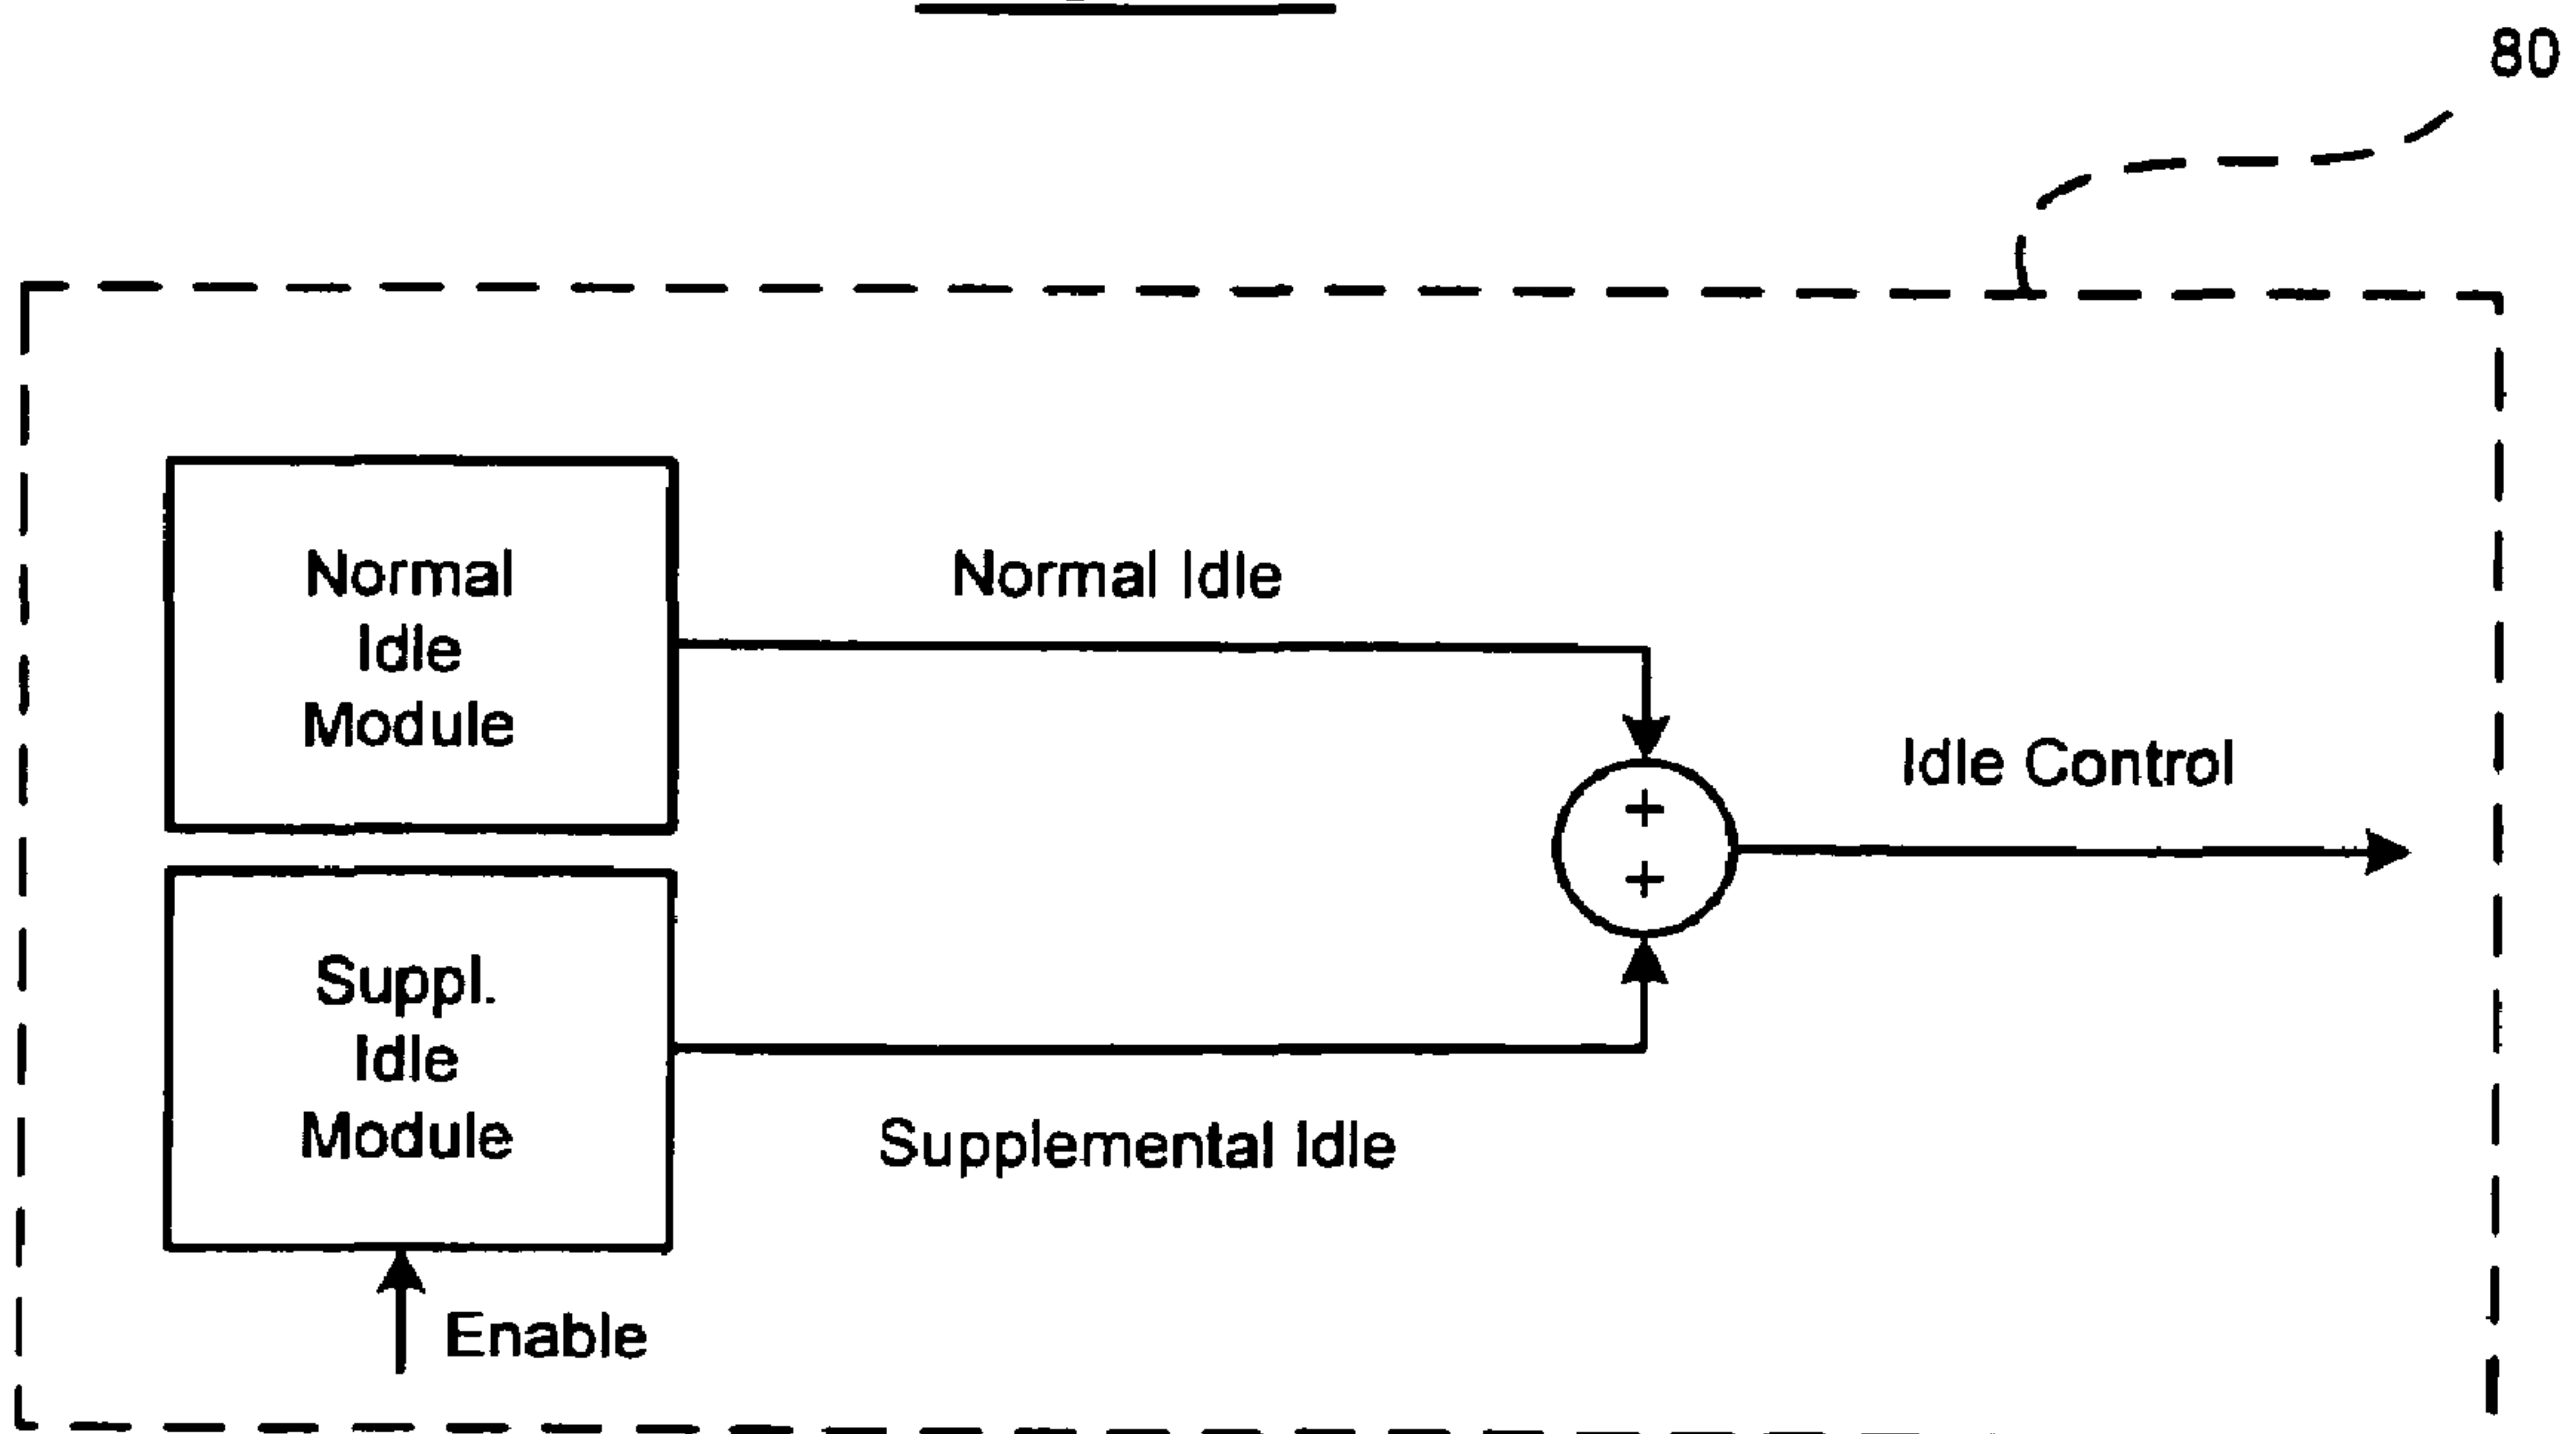 80
Normal
Idle
Module
Normal Idle
+
+
Idle Control
Suppl.
Idle
Module
Supplemental Idle
Enable